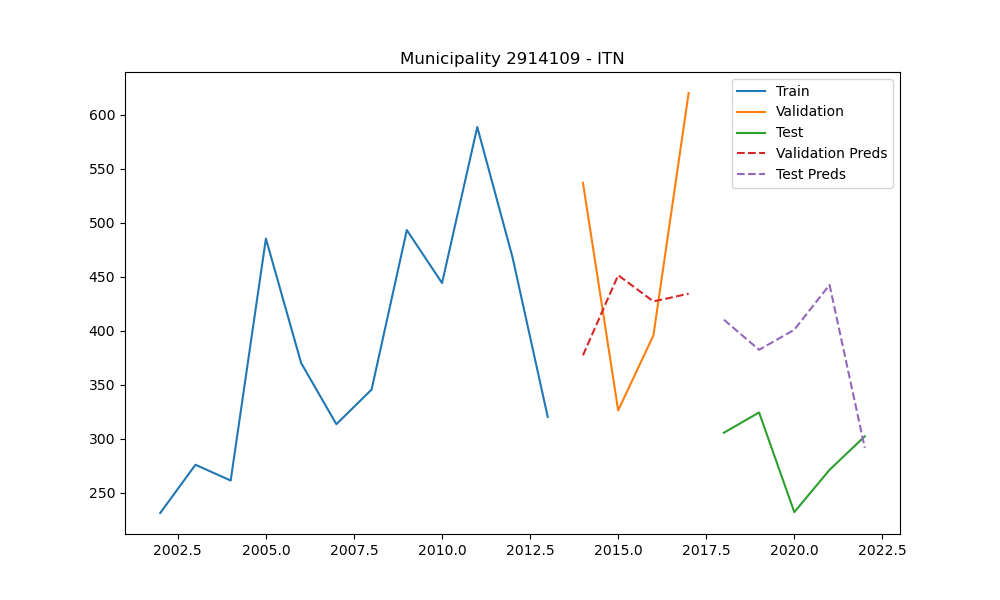 Municipality 2914109 - ITN
Train
Validation
Test
Validation Preds
Test Preds
600
550
500
450
400
350
300
250
2002.5 2005.0 2007.5 2010.0 2012.5 2015.0 2017.5 2020.0 2022.5